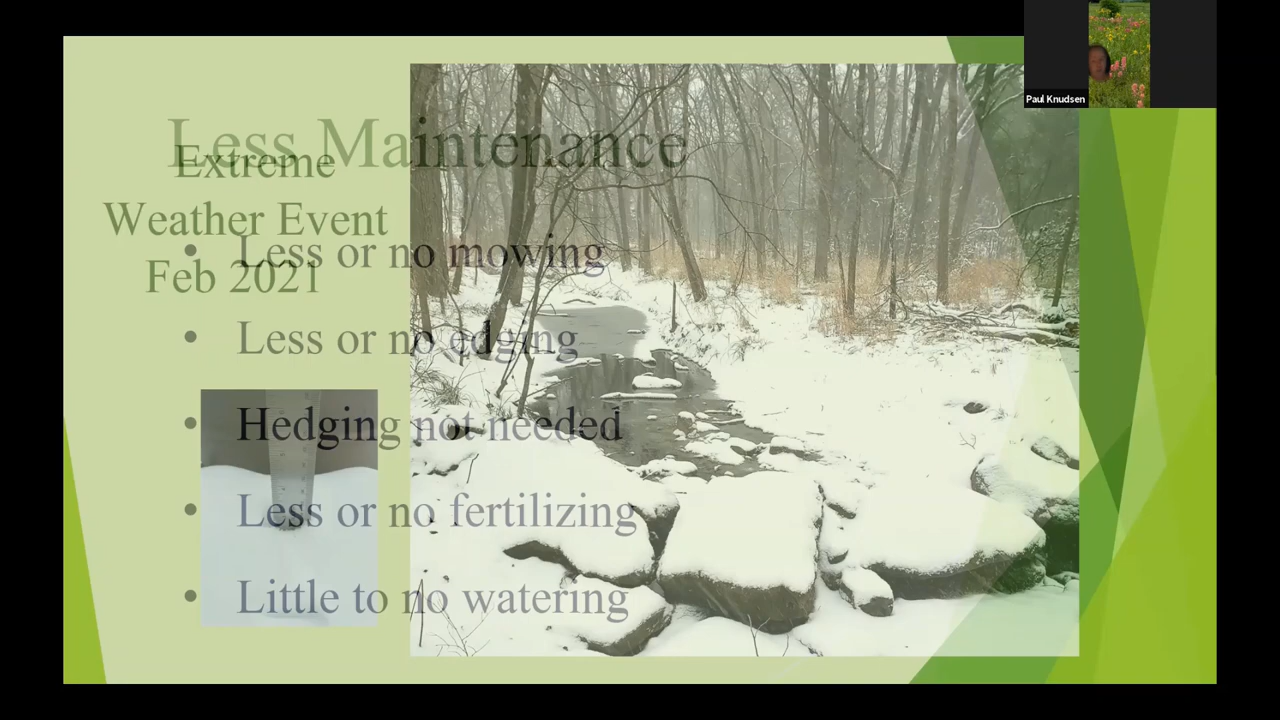 Less Maintenance
• Less or no mowing
• Less or no edging
• Hedging not needed
• Less or no fertilizing
• Little to no watering
Extreme
Weather Event
Feb 2021
Paul Knudsen